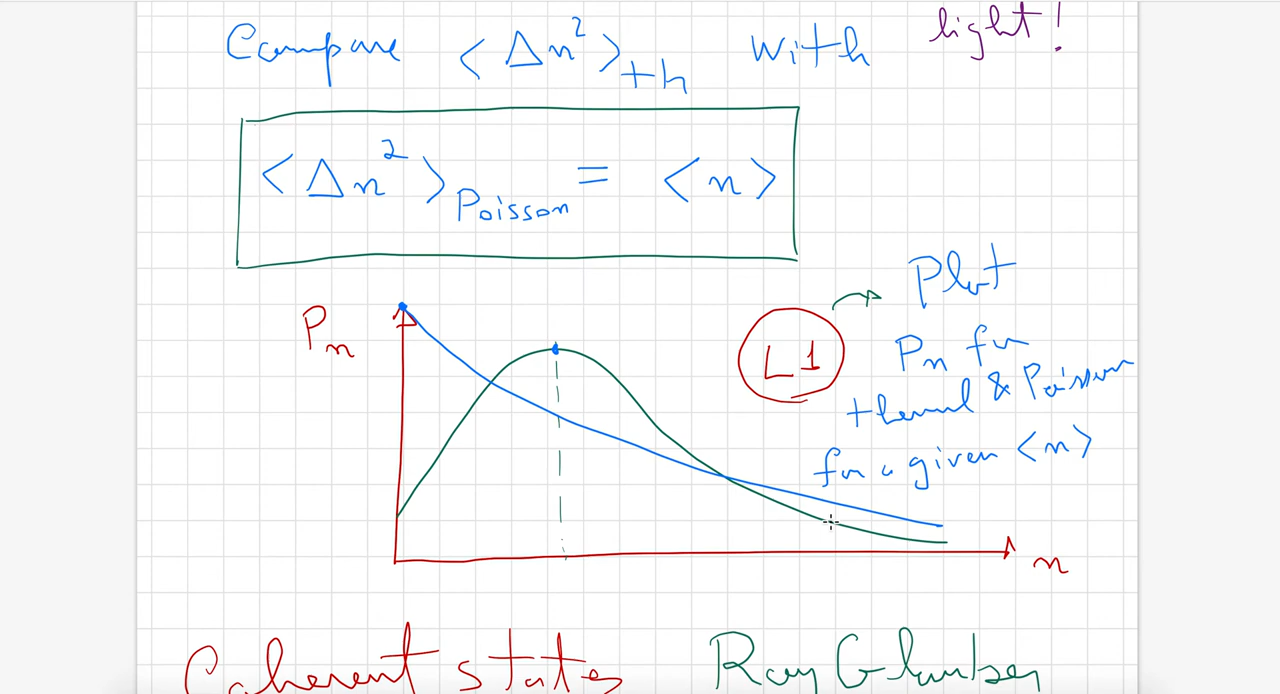 light!
Compare <Δn²>th with
<Δn²>Poisson = <n>
Pn
L1
Plot
Pn for
thermal & Poisson
for a given <n>
n
Coherent states
Ray Glauber